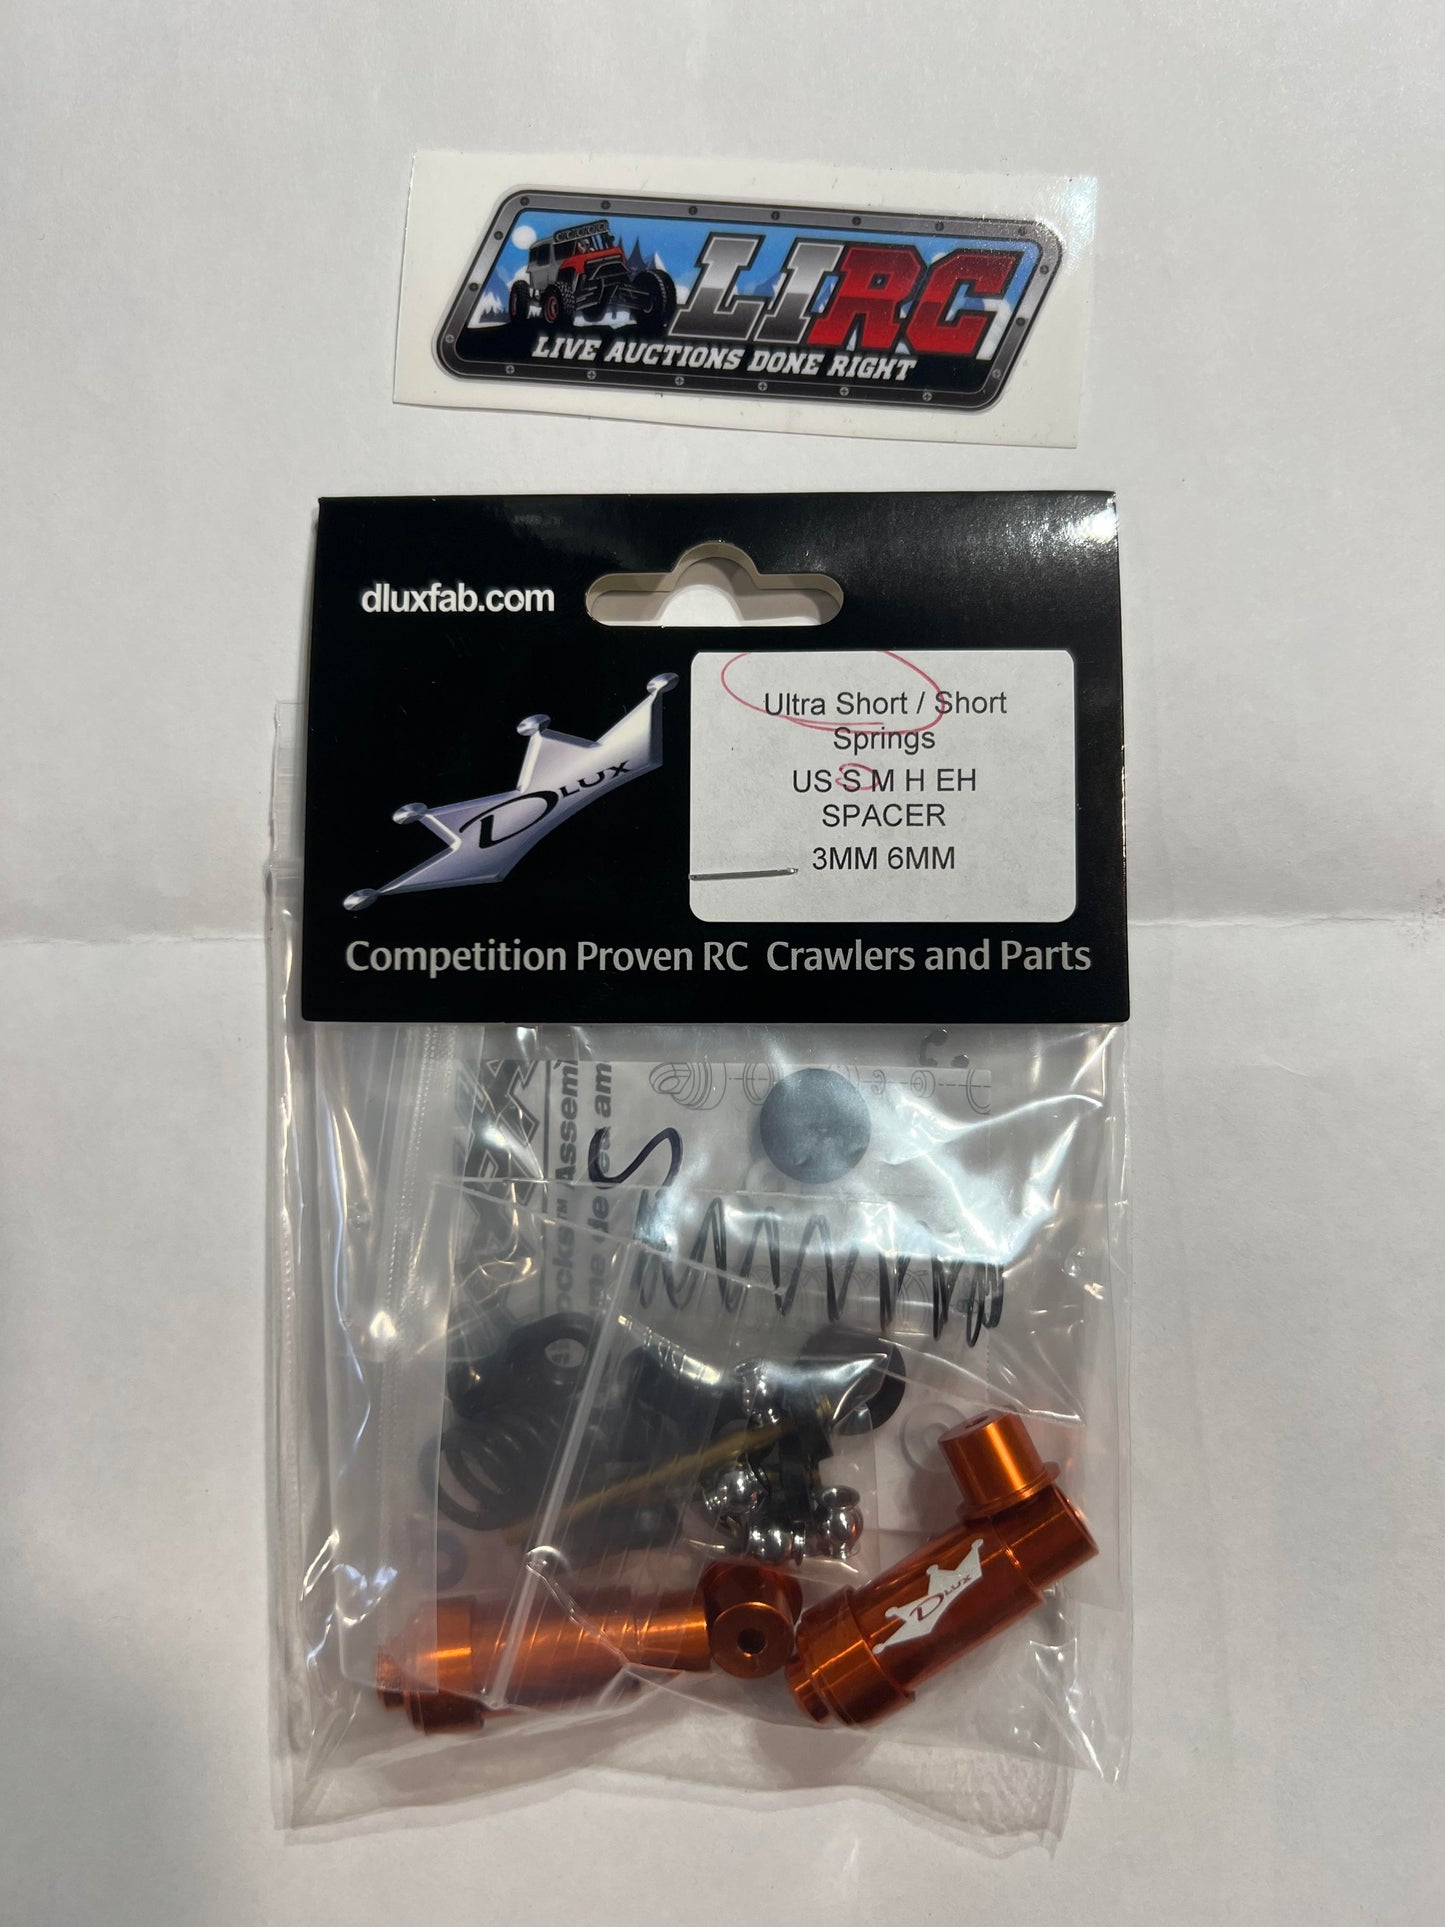 LIRC
LIVE AUCTIONS DONE RIGHT
dluxfab.com
DLUX
Ultra Short / Short
Springs
US S M H EH
SPACER
3MM 6MM
Competition Proven RC Crawlers and Parts
S
DLUX